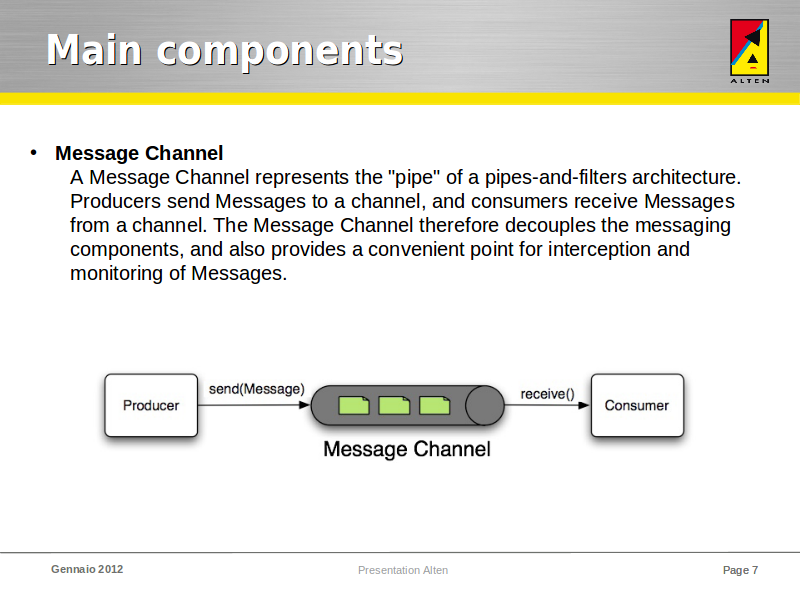 Main components
ALTEN
• Message Channel
A Message Channel represents the "pipe" of a pipes-and-filters architecture.
Producers send Messages to a channel, and consumers receive Messages
from a channel. The Message Channel therefore decouples the messaging
components, and also provides a convenient point for interception and
monitoring of Messages.
Producer
send(Message)
receive()
Consumer
Message Channel
Gennaio 2012
Presentation Alten
Page 7